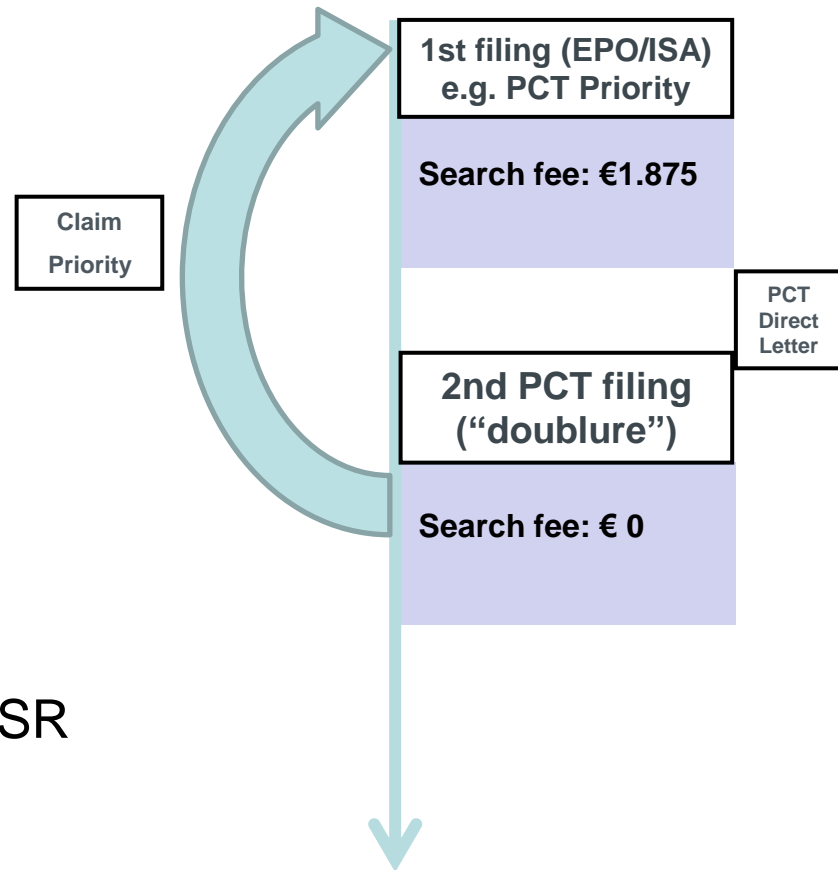 1st filing (EPO/ISA)
e.g. PCT Priority
Search fee: €1.875
Claim
Priority
PCT
Direct
Letter
2nd PCT filing
(“doublure”)
Search fee: € 0
SR